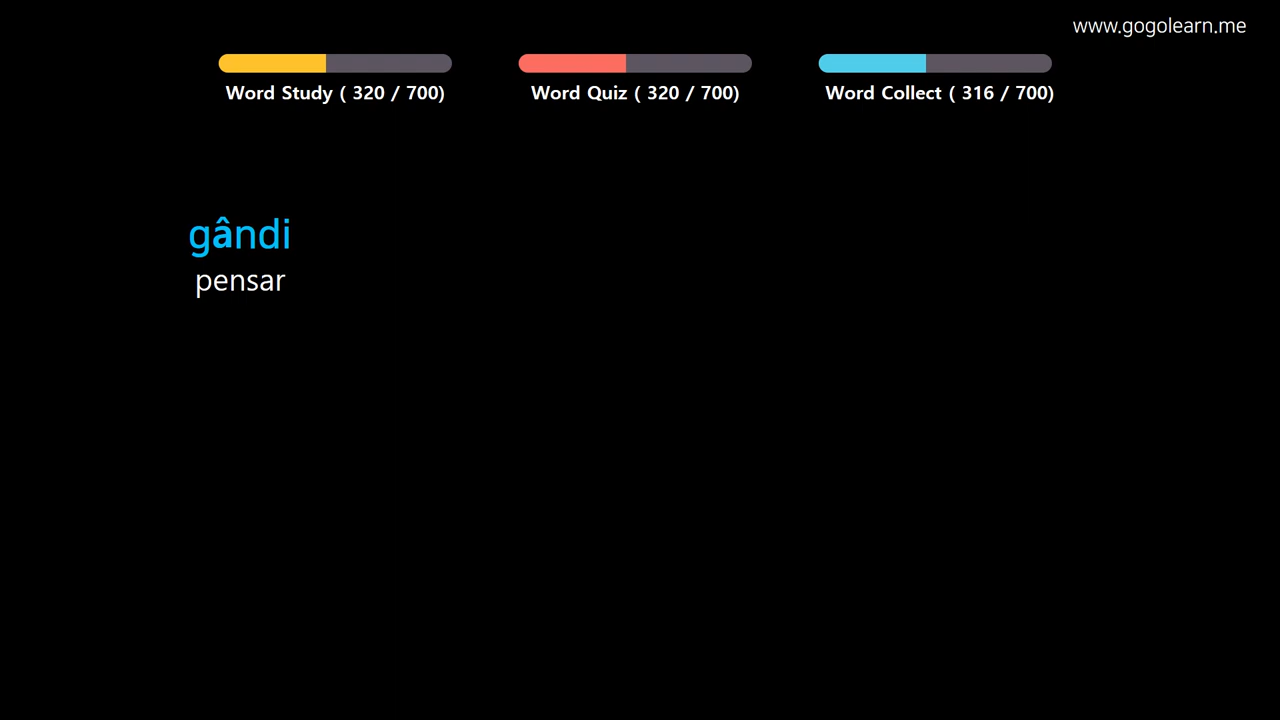 www.gogolearn.me
Word Study ( 320 / 700)
Word Quiz ( 320 / 700)
Word Collect ( 316 / 700)
gândi
pensar